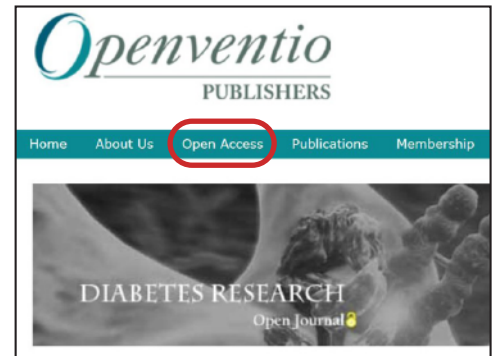 Openventio
PUBLISHERS
Home About Us Open Access Publications Membership
DIABETES RESEARCH
Open Journal